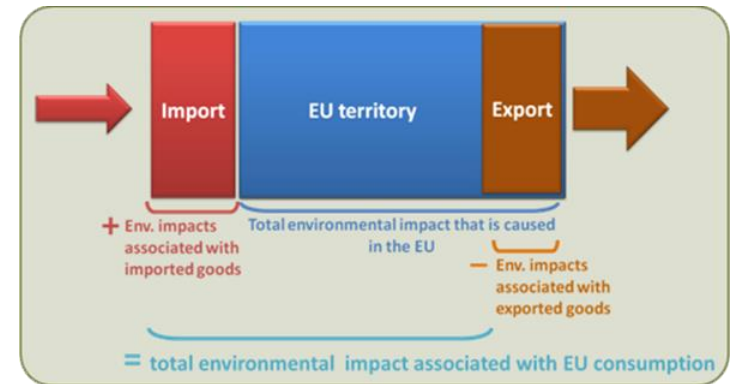 Import
EU territory
Export
+ Env. impacts
associated with
imported goods
Total environmental impact that is caused
in the EU
− Env. impacts
associated with
exported goods
= total environmental impact associated with EU consumption